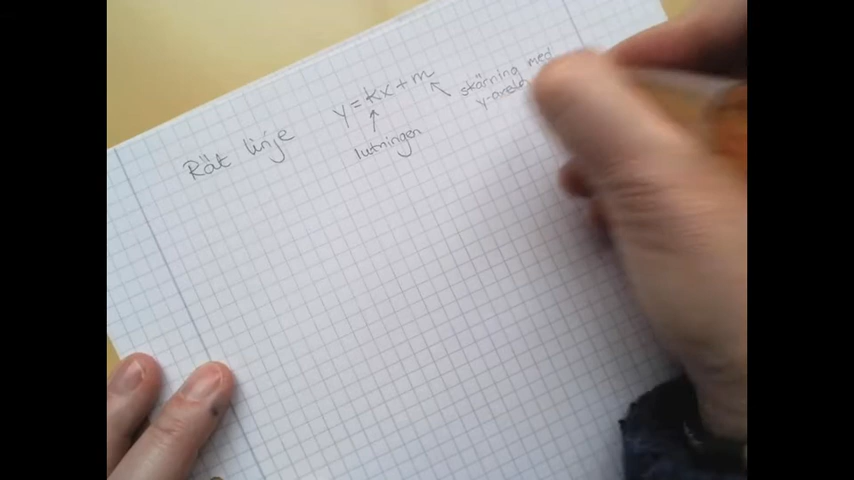 Rät linje
y = kx + m
lutningen
skärning med
y-axeln